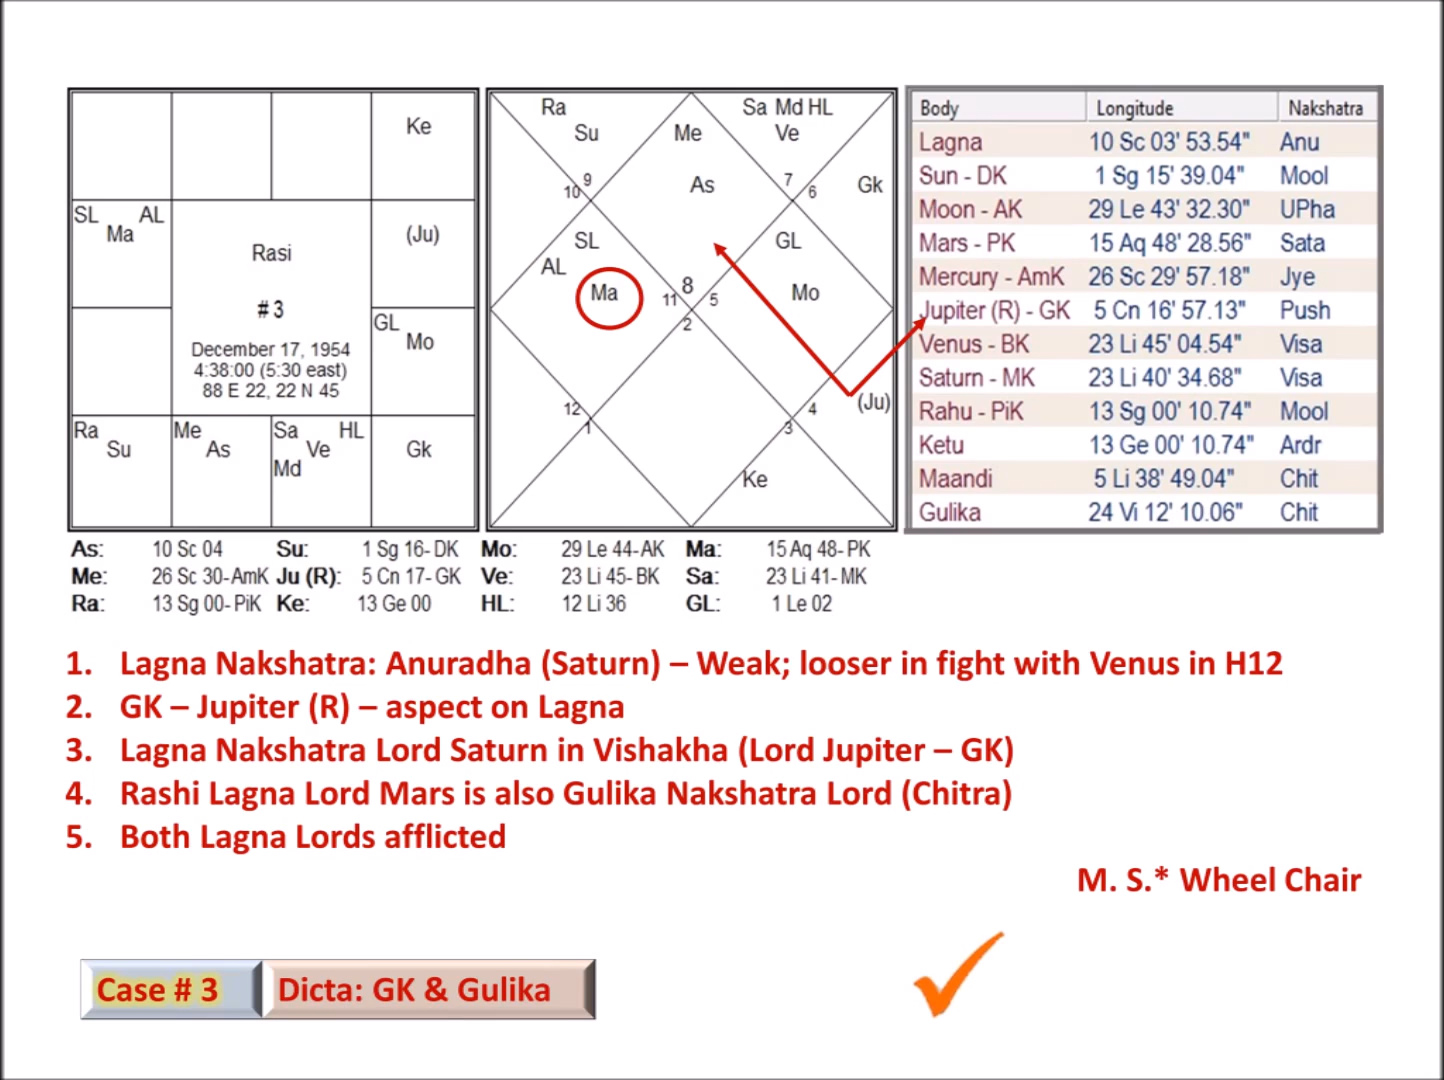 Ke
SL AL
Ma
(Ju)
Rasi
# 3
December 17, 1954
4:38:00 (5:30 east)
88 E 22, 22 N 45
GL
Mo
Ra
Su
Me
As
Sa HL
Ve
Md
Gk
Ra
Su
Me
As
Sa Md HL
Ve
9
10
7
6
Gk
SL
AL
Ma
GL
Mo
8
11
5
2
12
1
4
3
(Ju)
Ke
Body Longitude Nakshatra
Lagna 10 Sc 03' 53.54" Anu
Sun - DK 1 Sg 15' 39.04" Mool
Moon - AK 29 Le 43' 32.30" UPha
Mars - PK 15 Aq 48' 28.56" Sata
Mercury - AmK 26 Sc 29' 57.18" Jye
Jupiter (R) - GK 5 Cn 16' 57.13" Push
Venus - BK 23 Li 45' 04.54" Visa
Saturn - MK 23 Li 40' 34.68" Visa
Rahu - PiK 13 Sg 00' 10.74" Mool
Ketu 13 Ge 00' 10.74" Ardr
Maandi 5 Li 38' 49.04" Chit
Gulika 24 Vi 12' 10.06" Chit
As: 10 Sc 04 Su: 1 Sg 16- DK Mo: 29 Le 44-AK Ma: 15 Aq 48- PK
Me: 26 Sc 30-AmK Ju (R): 5 Cn 17- GK Ve: 23 Li 45- BK Sa: 23 Li 41- MK
Ra: 13 Sg 00- PiK Ke: 13 Ge 00 HL: 12 Li 36 GL: 1 Le 02
1. Lagna Nakshatra: Anuradha (Saturn) – Weak; looser in fight with Venus in H12
2. GK – Jupiter (R) – aspect on Lagna
3. Lagna Nakshatra Lord Saturn in Vishakha (Lord Jupiter – GK)
4. Rashi Lagna Lord Mars is also Gulika Nakshatra Lord (Chitra)
5. Both Lagna Lords afflicted
M. S.* Wheel Chair
Case # 3 Dicta: GK & Gulika